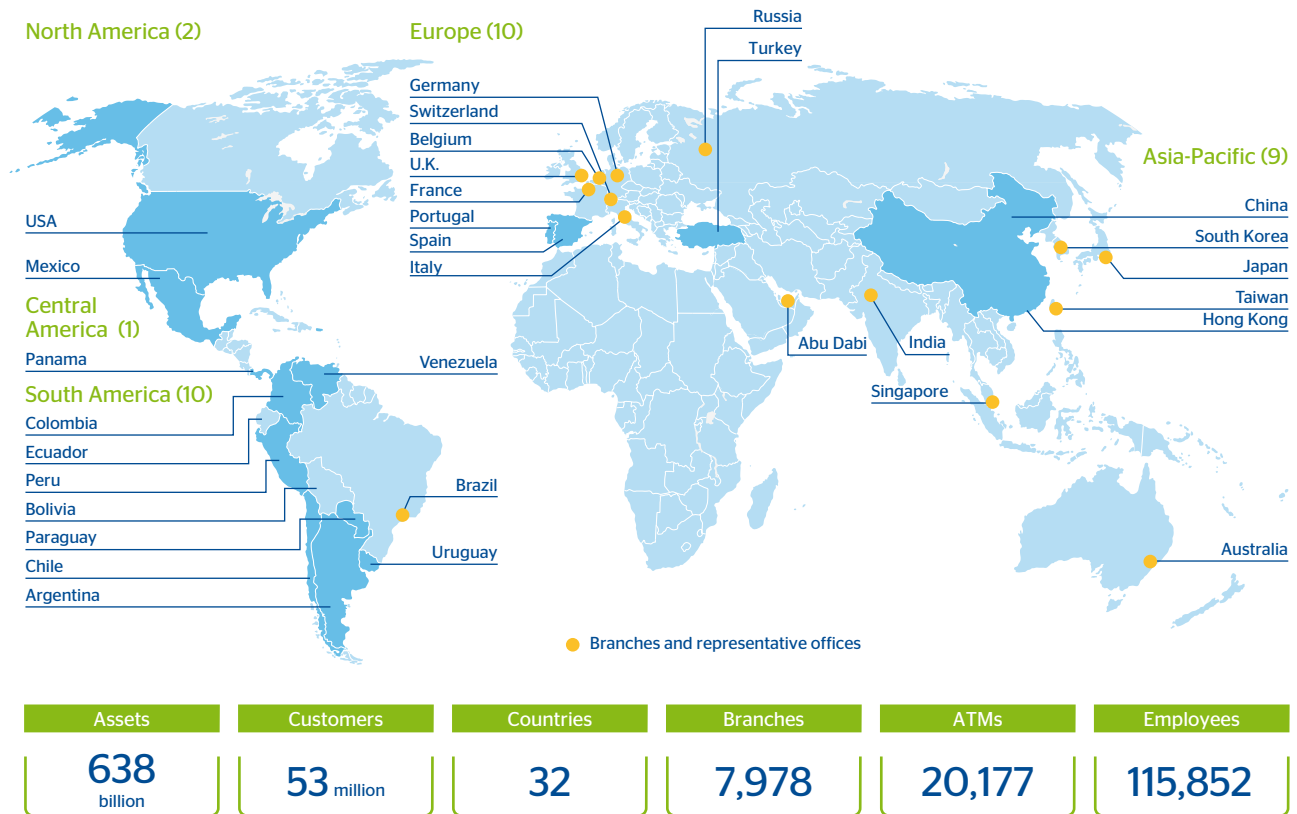 North America (2)
USA
Mexico
Central
America (1)
Panama
South America (10)
Colombia
Ecuador
Peru
Bolivia
Paraguay
Chile
Argentina
Venezuela
Brazil
Uruguay
Europe (10)
Russia
Turkey
Germany
Switzerland
Belgium
U.K.
France
Portugal
Spain
Italy
Asia-Pacific (9)
China
South Korea
Japan
Taiwan
Hong Kong
Abu Dabi
India
Singapore
Australia
Branches and representative offices
Assets
638
billion
Customers
53 million
Countries
32
Branches
7,978
ATMs
20,177
Employees
115,852